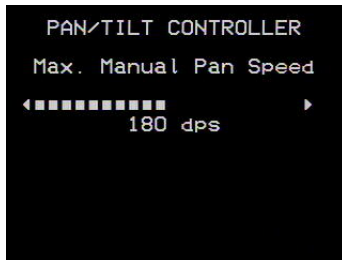 PAN/TILT CONTROLLER
Max. Manual Pan Speed
180 dps